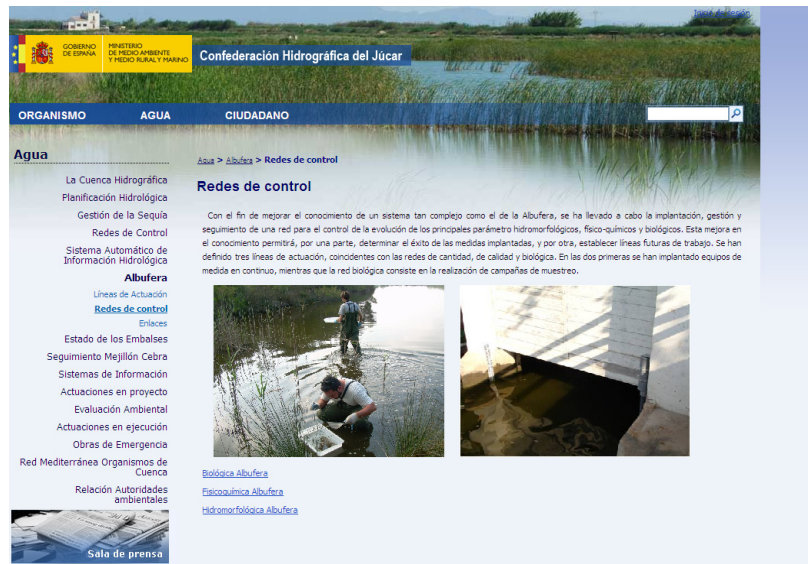 Inicio de sesión
GOBIERNO
DE ESPAÑA
MINISTERIO
DE MEDIO AMBIENTE
Y MEDIO RURAL Y MARINO
Confederación Hidrográfica del Júcar
ORGANISMO AGUA CIUDADANO
Agua
La Cuenca Hidrográfica
Planificación Hidrológica
Gestión de la Sequía
Redes de Control
Sistema Automático de
Información Hidrológica
Albufera
Líneas de Actuación
Redes de control
Enlaces
Estado de los Embalses
Seguimiento Mejillón Cebra
Sistemas de Información
Actuaciones en proyecto
Evaluación Ambiental
Actuaciones en ejecución
Obras de Emergencia
Red Mediterránea Organismos de
Cuenca
Relación Autoridades
ambientales
Sala de prensa
Agua > Albufera > Redes de control
Redes de control
Con el fin de mejorar el conocimiento de un sistema tan complejo como el de la Albufera, se ha llevado a cabo la implantación, gestión y
seguimiento de una red para el control de la evolución de los principales parámetro hidromorfológicos, físico-químicos y biológicos. Esta mejora en
el conocimiento permitirá, por una parte, determinar el éxito de las medidas implantadas, y por otra, establecer líneas futuras de trabajo. Se han
definido tres líneas de actuación, coincidentes con las redes de cantidad, de calidad y biológica. En las dos primeras se han implantado equipos de
medida en continuo, mientras que la red biológica consiste en la realización de campañas de muestreo.
Biológica Albufera
Fisicoquímica Albufera
Hidromorfológica Albufera